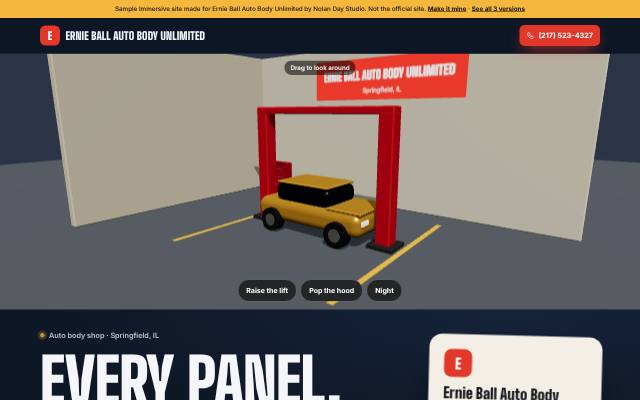 Sample Immersive site made for Ernie Ball Auto Body Unlimited by Nolan Day Studio. Not the official site. Make it mine · See all 3 versions
E ERNIE BALL AUTO BODY UNLIMITED
(217) 523-4327
Drag to look around
ERNIE BALL AUTO BODY UNLIMITED
Springfield, IL
Raise the lift
Pop the hood
Night
Auto body shop · Springfield, IL
EVERY PANEL.
E
Ernie Ball Auto Body